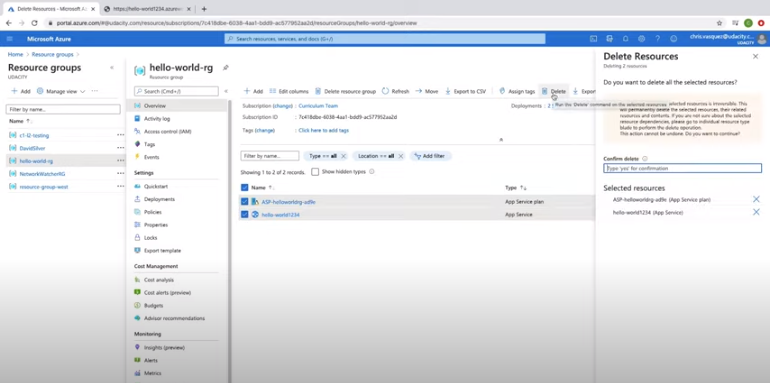 Delete Resources - Microsoft Az
https://hello-world1234.azurew
portal.azure.com/#@udacity.com/resource/subscriptions/7c418dbe-6038-4aa1-bdd9-ac577952aa2d/resourceGroups/hello-world-rg/overview
Microsoft Azure
Search resources, services, and docs (G+/)
chris.vasquez@udacity.c...
UDACITY
Home > Resource groups >
Resource groups
UDACITY
Add Manage view
Filter by name...
Name
c1-l2-testing
DavidSilver
hello-world-rg
NetworkWatcherRG
resource-group-west
hello-world-rg
Resource group
Search (Cmd+/)
Overview
Activity log
Access control (IAM)
Tags
Events
Settings
Quickstart
Deployments
Policies
Properties
Locks
Export template
Cost Management
Cost analysis
Cost alerts (preview)
Budgets
Advisor recommendations
Monitoring
Insights (preview)
Alerts
Metrics
Add Edit columns Delete resource group Refresh Move Export to CSV Assign tags Delete Export
Subscription (change) : Curriculum Team
Deployments : 2
Subscription ID : 7c418dbe-6038-4aa1-bdd9-ac577952aa2d
Tags (change) : Click here to add tags
Run the 'Delete' command on the selected resources.
Filter by name... Type == all Location == all Add filter
Showing 1 to 2 of 2 records. Show hidden types
Name Type
ASP-helloworldrg-ad9e App Service plan
hello-world1234 App Service
Delete Resources
Deleting 2 resources
Do you want to delete all the selected resources?
selected resources is irreversible. This
will permanently delete the selected resources, their related
resources and contents. If you are not sure about the selected
resource dependencies, please go to individual resource type
blade to perform the delete operation.
This action cannot be undone. Do you want to continue?
Confirm delete
Type 'yes' for confirmation
Selected resources
ASP-helloworldrg-ad9e (App Service plan)
hello-world1234 (App Service)